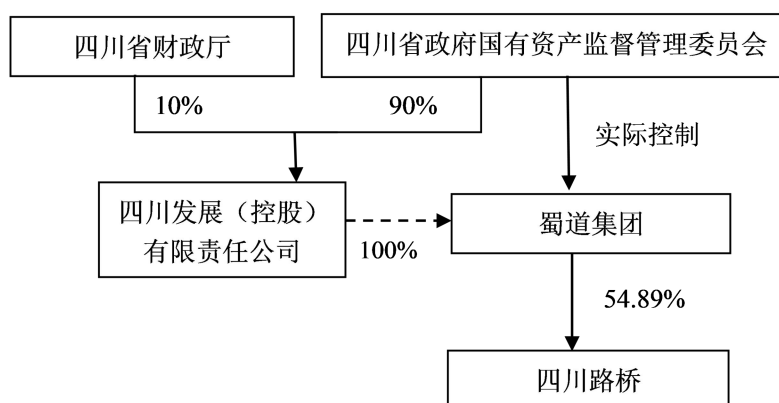 四川省财政厅
四川省政府国有资产监督管理委员会
10%
90%
实际控制
四川发展（控股）
有限责任公司
100%
蜀道集团
54.89%
四川路桥